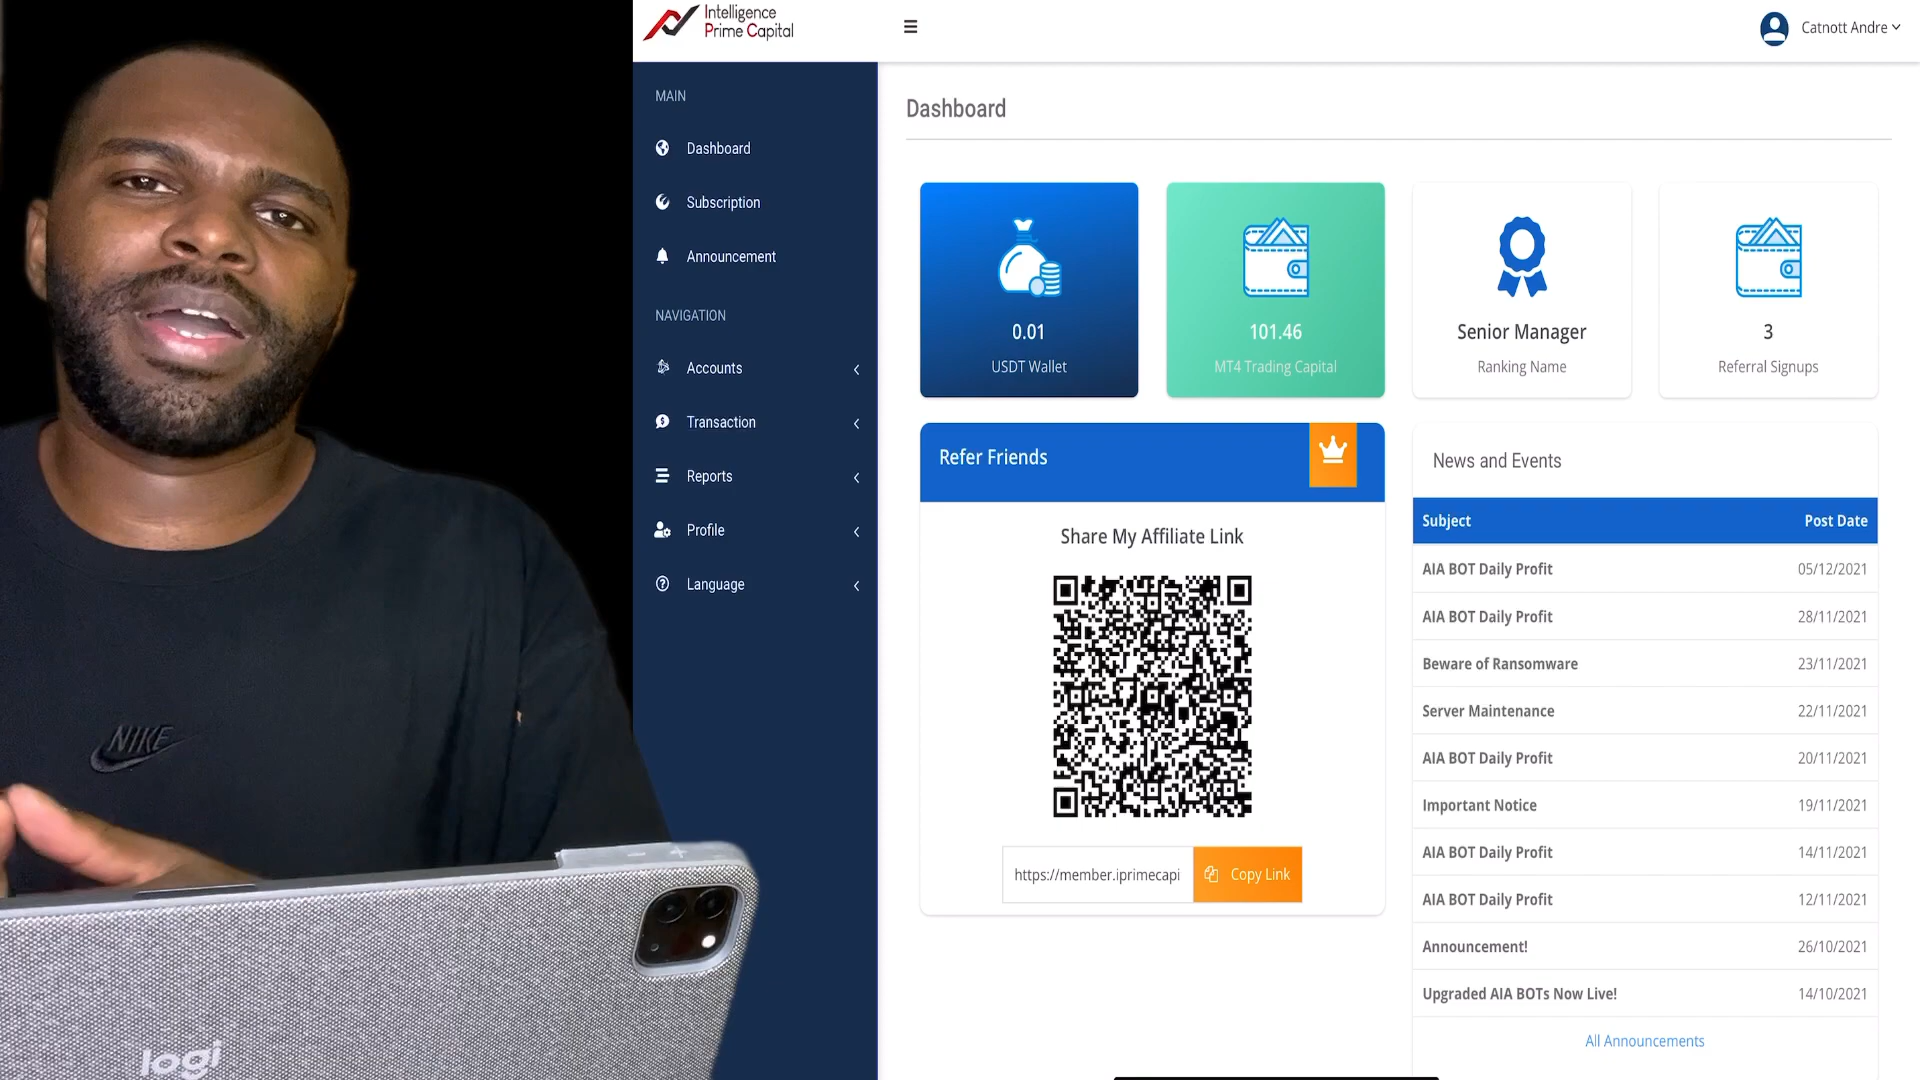 Intelligence
Prime Capital
Catnott Andre
MAIN
Dashboard
Subscription
Announcement
NAVIGATION
Accounts
Transaction
Reports
Profile
Language
Dashboard
0.01
USDT Wallet
101.46
MT4 Trading Capital
Senior Manager
Ranking Name
3
Referral Signups
Refer Friends
Share My Affiliate Link
https://member.iprimecapi
Copy Link
News and Events
Subject Post Date
AIA BOT Daily Profit 05/12/2021
AIA BOT Daily Profit 28/11/2021
Beware of Ransomware 23/11/2021
Server Maintenance 22/11/2021
AIA BOT Daily Profit 20/11/2021
Important Notice 19/11/2021
AIA BOT Daily Profit 14/11/2021
AIA BOT Daily Profit 12/11/2021
Announcement! 26/10/2021
Upgraded AIA BOTs Now Live! 14/10/2021
All Announcements
NIKE
logi